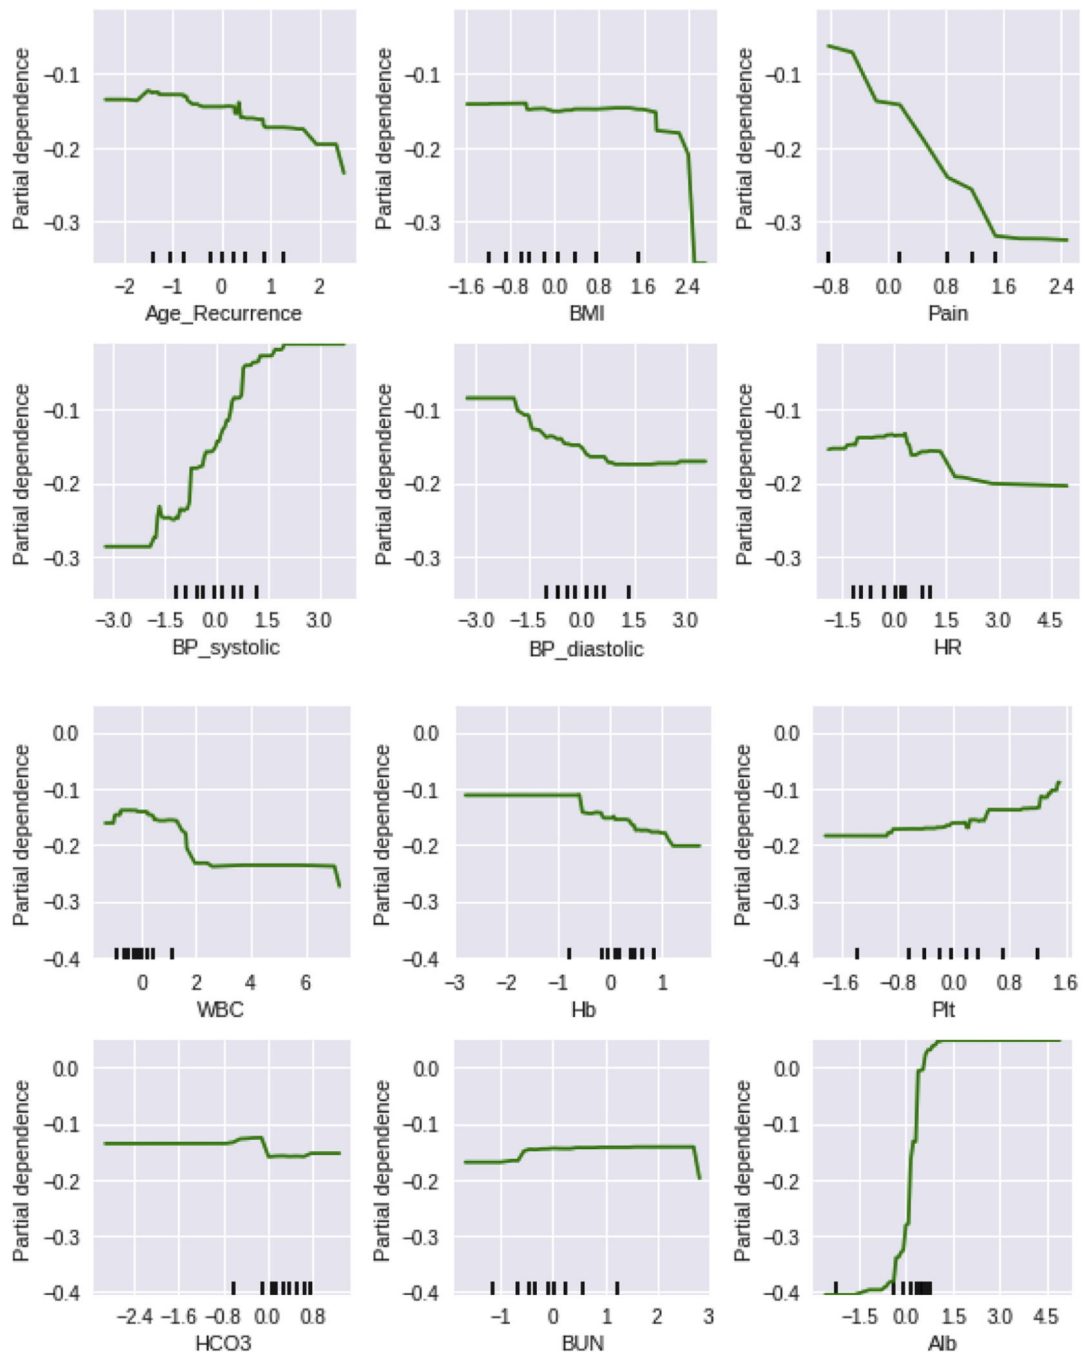 Partial dependence
−0.1
−0.2
−0.3
−2 −1 0 1 2
Age_Recurrence
Partial dependence
−0.1
−0.2
−0.3
−1.6 −0.8 0.0 0.8 1.6 2.4
BMI
Partial dependence
−0.1
−0.2
−0.3
−0.8 0.0 0.8 1.6 2.4
Pain
Partial dependence
−0.1
−0.2
−0.3
−3.0 −1.5 0.0 1.5 3.0
BP_systolic
Partial dependence
−0.1
−0.2
−0.3
−3.0 −1.5 0.0 1.5 3.0
BP_diastolic
Partial dependence
−0.1
−0.2
−0.3
−1.5 0.0 1.5 3.0 4.5
HR
Partial dependence
0.0
−0.1
−0.2
−0.3
−0.4
0 2 4 6
WBC
Partial dependence
0.0
−0.1
−0.2
−0.3
−0.4
−3 −2 −1 0 1
Hb
Partial dependence
0.0
−0.1
−0.2
−0.3
−0.4
−1.6 −0.8 0.0 0.8 1.6
Plt
Partial dependence
0.0
−0.1
−0.2
−0.3
−0.4
−2.4 −1.6 −0.8 0.0 0.8
HCO3
Partial dependence
0.0
−0.1
−0.2
−0.3
−0.4
−1 0 1 2 3
BUN
Partial dependence
0.0
−0.1
−0.2
−0.3
−0.4
−1.5 0.0 1.5 3.0 4.5
Alb